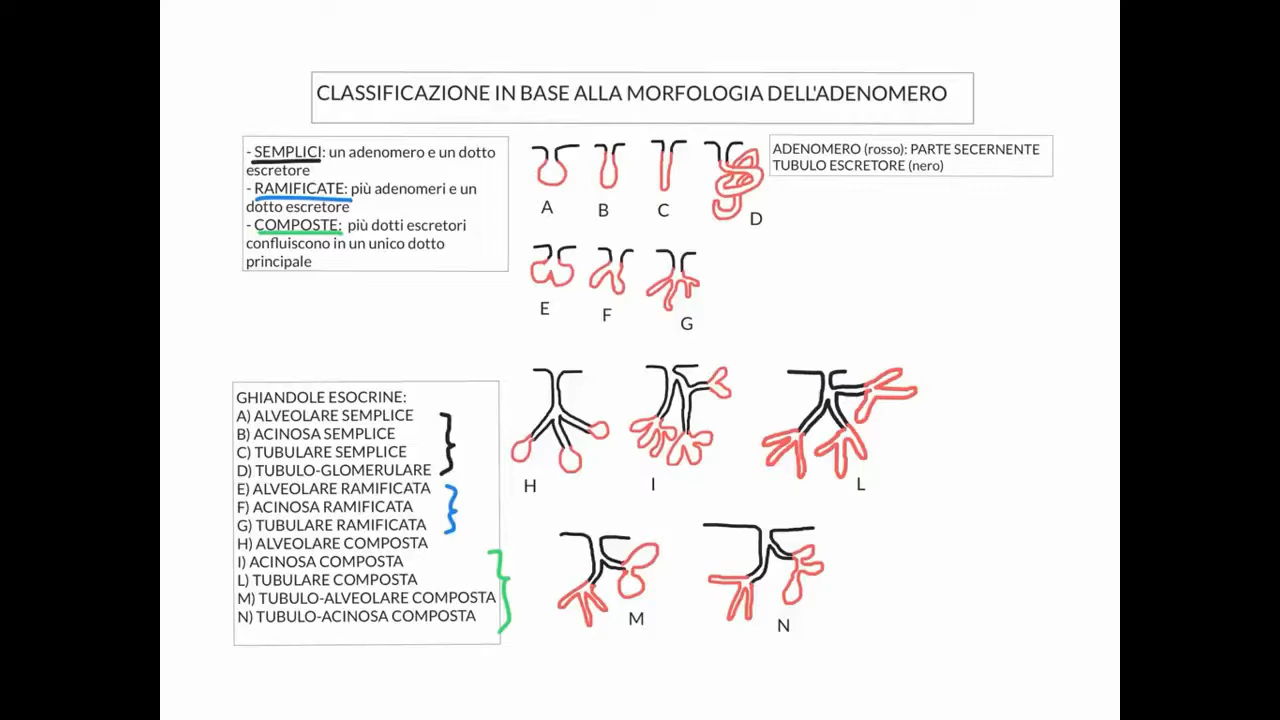 CLASSIFICAZIONE IN BASE ALLA MORFOLOGIA DELL'ADENOMERO
- SEMPLICI: un adenomero e un dotto
escretore
- RAMIFICATE: più adenomeri e un
dotto escretore
- COMPOSTE: più dotti escretori
confluiscono in un unico dotto
principale
ADENOMERO (rosso): PARTE SECERNENTE
TUBULO ESCRETORE (nero)
A
B
C
D
E
F
G
GHIANDOLE ESOCRINE:
A) ALVEOLARE SEMPLICE
B) ACINOSA SEMPLICE
C) TUBULARE SEMPLICE
D) TUBULO-GLOMERULARE
E) ALVEOLARE RAMIFICATA
F) ACINOSA RAMIFICATA
G) TUBULARE RAMIFICATA
H) ALVEOLARE COMPOSTA
I) ACINOSA COMPOSTA
L) TUBULARE COMPOSTA
M) TUBULO-ALVEOLARE COMPOSTA
N) TUBULO-ACINOSA COMPOSTA
H
I
L
M
N